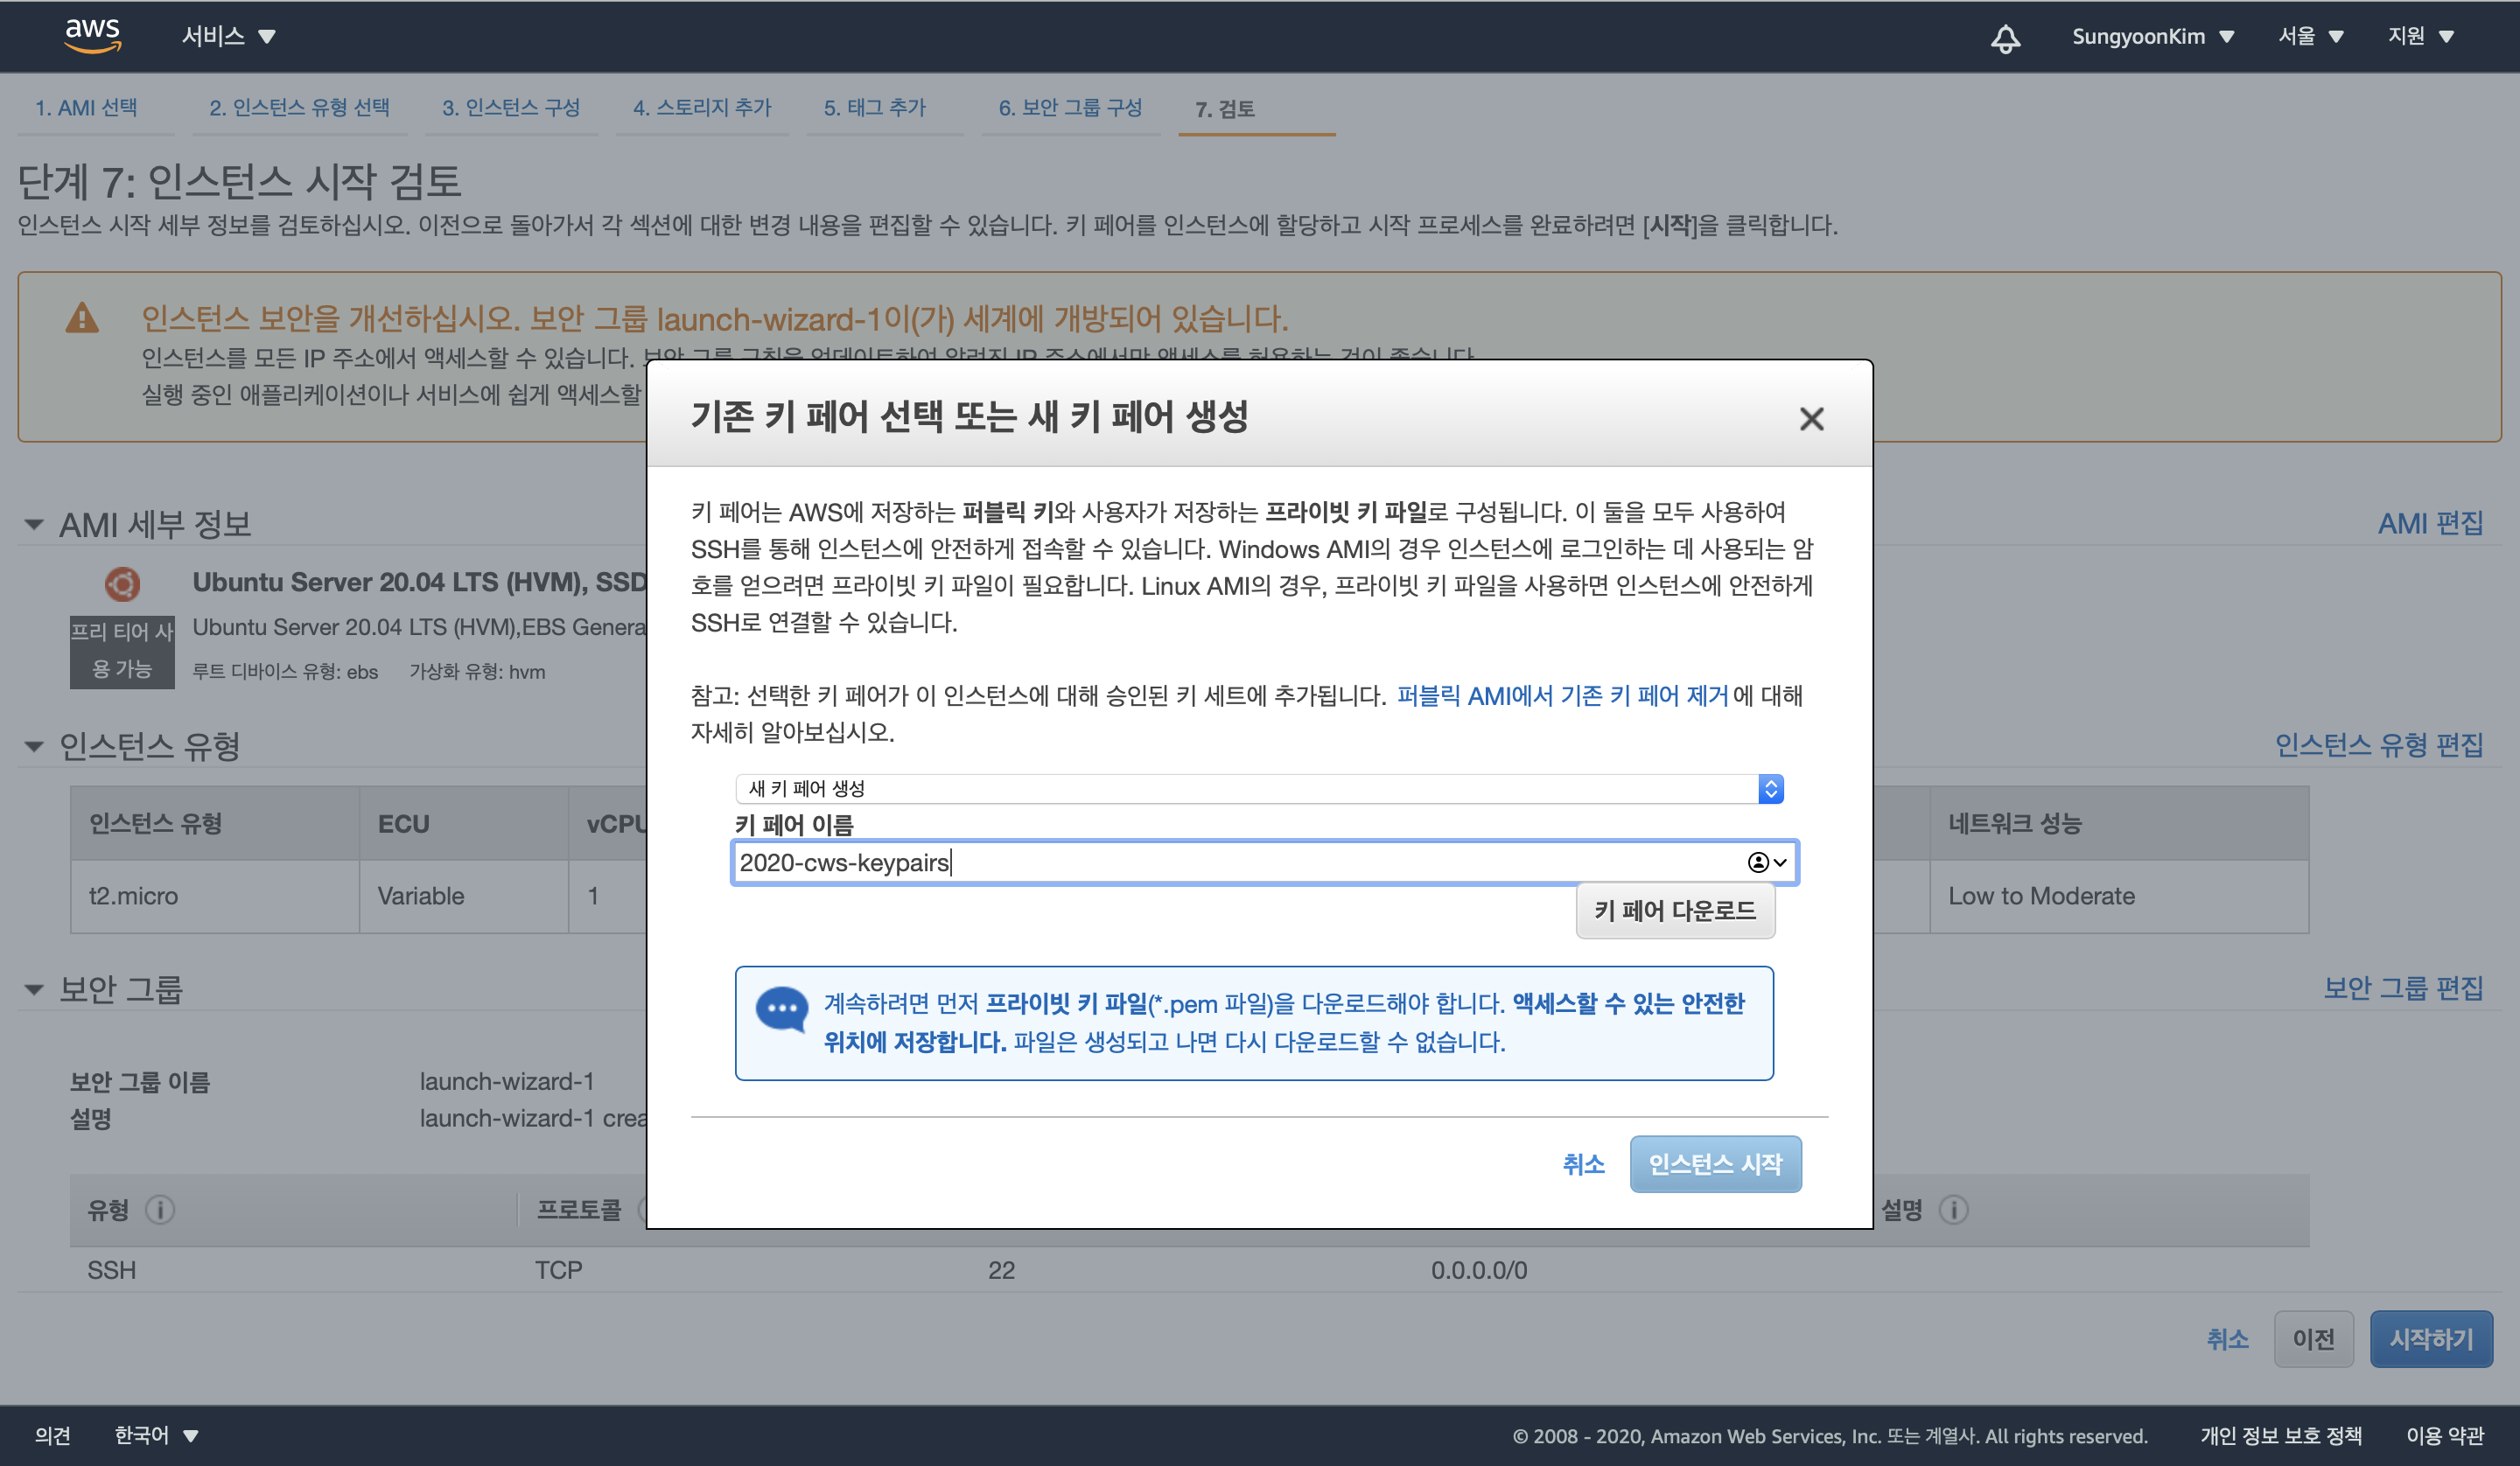 aws 서비스 SungyoonKim 서울 지원
1. AMI 선택 2. 인스턴스 유형 선택 3. 인스턴스 구성 4. 스토리지 추가 5. 태그 추가 6. 보안 그룹 구성 7. 검토
단계 7: 인스턴스 시작 검토
인스턴스 시작 세부 정보를 검토하십시오. 이전으로 돌아가서 각 섹션에 대한 변경 내용을 편집할 수 있습니다. 키 페어를 인스턴스에 할당하고 시작 프로세스를 완료하려면 [시작]을 클릭합니다.
인스턴스 보안을 개선하십시오. 보안 그룹 launch-wizard-1이(가) 세계에 개방되어 있습니다.
인스턴스를 모든 IP 주소에서 액세스할 수 있습니다. 보안 그룹 규칙을 업데이트하여 알려진 IP 주소에서만 액세스를 허용하는 것이 좋습니다.
실행 중인 애플리케이션이나 서비스에 쉽게 액세스할
기존 키 페어 선택 또는 새 키 페어 생성
키 페어는 AWS에 저장하는 퍼블릭 키와 사용자가 저장하는 프라이빗 키 파일로 구성됩니다. 이 둘을 모두 사용하여
SSH를 통해 인스턴스에 안전하게 접속할 수 있습니다. Windows AMI의 경우 인스턴스에 로그인하는 데 사용되는 암
호를 얻으려면 프라이빗 키 파일이 필요합니다. Linux AMI의 경우, 프라이빗 키 파일을 사용하면 인스턴스에 안전하게
SSH로 연결할 수 있습니다.
참고: 선택한 키 페어가 이 인스턴스에 대해 승인된 키 세트에 추가됩니다. 퍼블릭 AMI에서 기존 키 페어 제거에 대해
자세히 알아보십시오.
새 키 페어 생성
키 페어 이름
2020-cws-keypairs
키 페어 다운로드
계속하려면 먼저 프라이빗 키 파일(*.pem 파일)을 다운로드해야 합니다. 액세스할 수 있는 안전한
위치에 저장합니다. 파일은 생성되고 나면 다시 다운로드할 수 없습니다.
취소 인스턴스 시작
AMI 세부 정보 AMI 편집
Ubuntu Server 20.04 LTS (HVM), SSD
프리 티어 사
용 가능
Ubuntu Server 20.04 LTS (HVM),EBS Genera
루트 디바이스 유형: ebs 가상화 유형: hvm
인스턴스 유형 인스턴스 유형 편집
인스턴스 유형 ECU vCPU 네트워크 성능
t2.micro Variable 1 Low to Moderate
보안 그룹 보안 그룹 편집
보안 그룹 이름 launch-wizard-1
설명 launch-wizard-1 crea
유형 프로토콜 설명
SSH TCP 22 0.0.0.0/0
취소 이전 시작하기
의견 한국어 © 2008 - 2020, Amazon Web Services, Inc. 또는 계열사. All rights reserved. 개인 정보 보호 정책 이용 약관